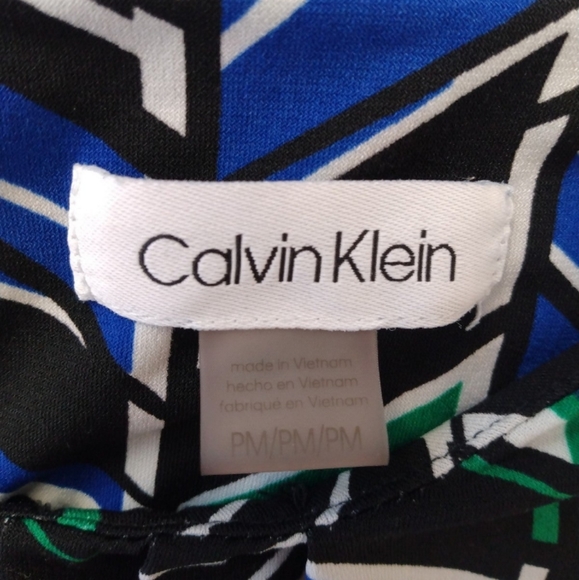 Calvin Klein
made in Vietnam
hecho en Vietnam
fabriqué en Vietnam
PM/PM/PM